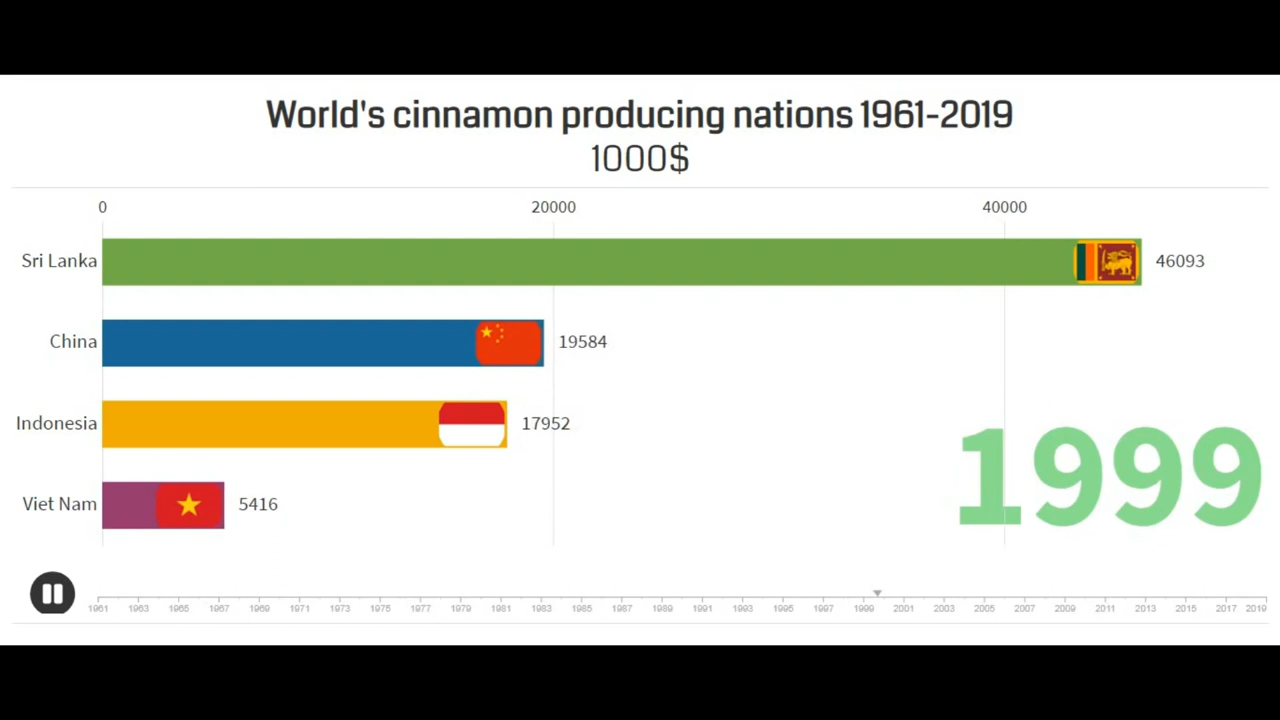 World's cinnamon producing nations 1961-2019
1000$
0 20000 40000
Sri Lanka 46093
China 19584
Indonesia 17952
Viet Nam 5416
1999
1961 1963 1965 1967 1969 1971 1973 1975 1977 1979 1981 1983 1985 1987 1989 1991 1993 1995 1997 1999 2001 2003 2005 2007 2009 2011 2013 2015 2017 2019